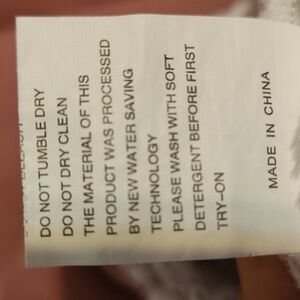 DO NOT TUMBLE DRY
DO NOT DRY CLEAN
THE MATERIAL OF THIS
PRODUCT WAS PROCESSED
BY NEW WATER SAVING
TECHNOLOGY
PLEASE WASH WITH SOFT
DETERGENT BEFORE FIRST
TRY-ON
MADE IN CHINA